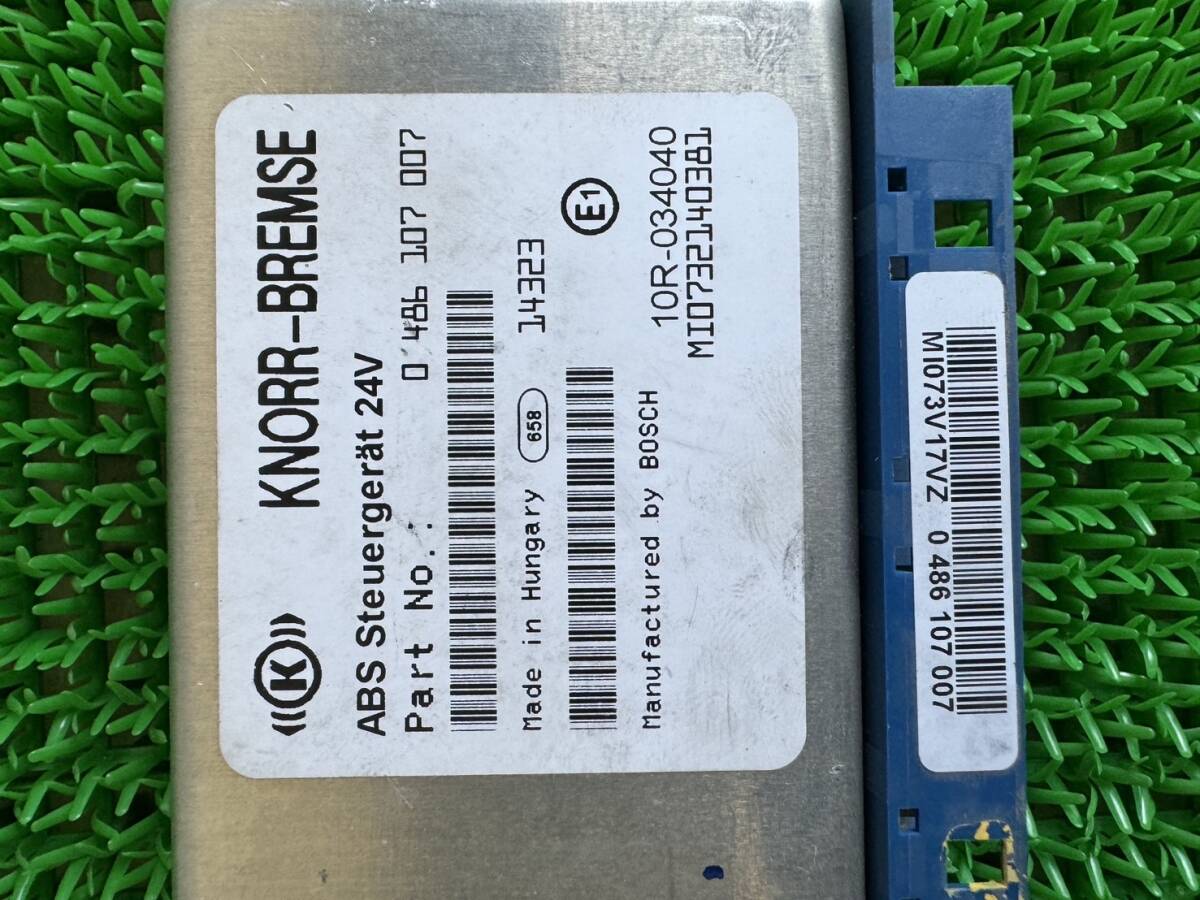 K KNORR-BREMSE
ABS Steuergerät 24V
Part No.: 0 486 107 007
Made in Hungary 658 14323
E1
Manufactured by BOSCH
10R-034040
MI0732140381
MI073V17VZ 0 486 107 007